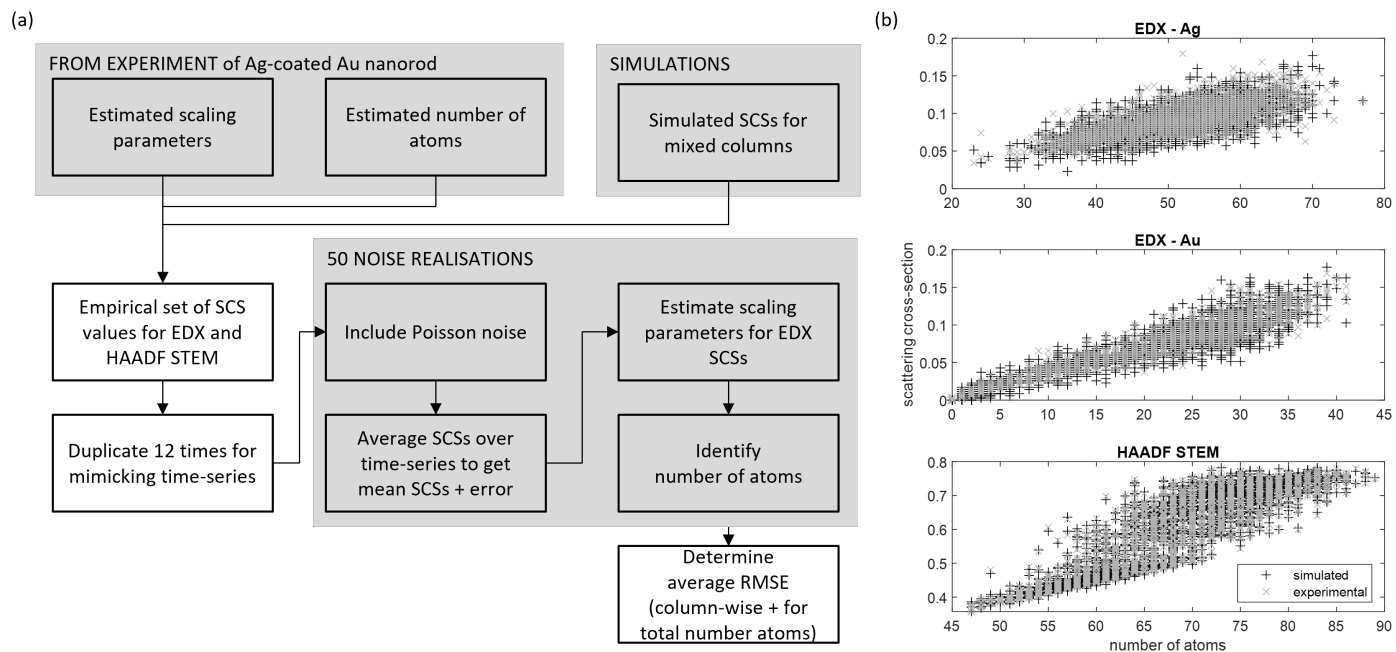 (a)
FROM EXPERIMENT of Ag-coated Au nanorod
Estimated scaling
parameters
Estimated number of
atoms
SIMULATIONS
Simulated SCSs for
mixed columns
Empirical set of SCS
values for EDX and
HAADF STEM
Duplicate 12 times for
mimicking time-series
50 NOISE REALISATIONS
Include Poisson noise
Average SCSs over
time-series to get
mean SCSs + error
Estimate scaling
parameters for EDX
SCSs
Identify
number of atoms
Determine
average RMSE
(column-wise + for
total number atoms)
(b)
EDX - Ag
0.2
0.15
0.1
0.05
0
20 30 40 50 60 70 80
EDX - Au
0.2
0.15
0.1
0.05
0
0 5 10 15 20 25 30 35 40 45
scattering cross-section
HAADF STEM
0.8
0.7
0.6
0.5
0.4
simulated
experimental
45 50 55 60 65 70 75 80 85 90
number of atoms